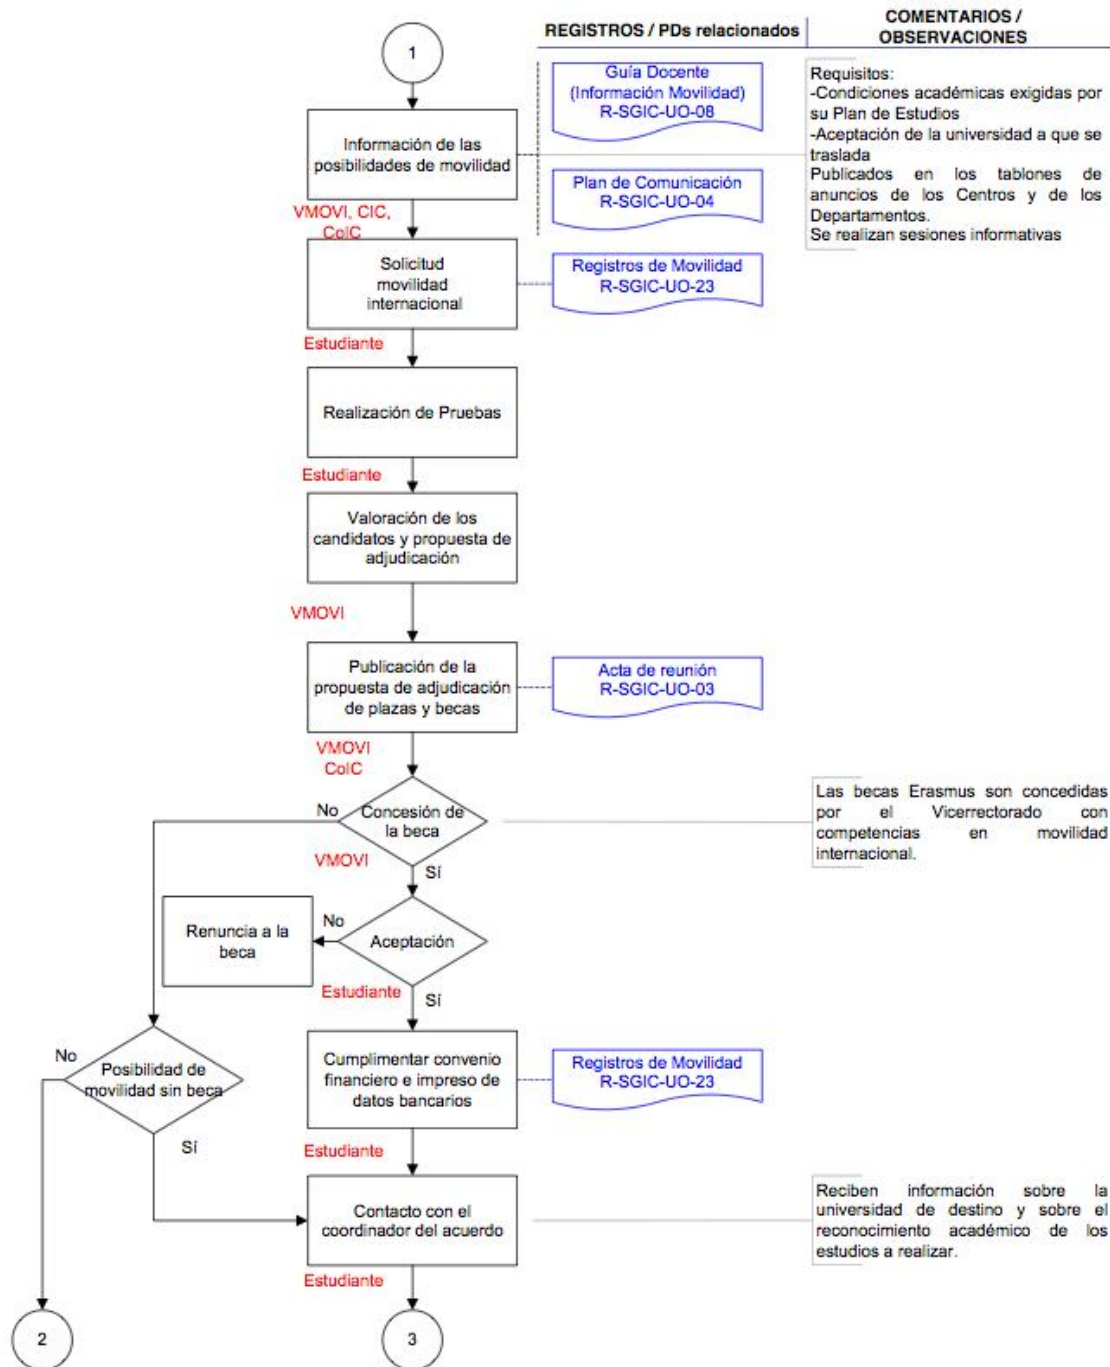 REGISTROS / PDs relacionados
COMENTARIOS /
OBSERVACIONES
1
Guía Docente
(Información Movilidad)
R-SGIC-UO-08
Requisitos:
-Condiciones académicas exigidas por
su Plan de Estudios
-Aceptación de la universidad a que se
traslada
Publicados en los tablones de
anuncios de los Centros y de los
Departamentos.
Se realizan sesiones informativas
Información de las
posibilidades de movilidad
Plan de Comunicación
R-SGIC-UO-04
VMOVI, CIC,
CoIC
Solicitud
movilidad
internacional
Registros de Movilidad
R-SGIC-UO-23
Estudiante
Realización de Pruebas
Estudiante
Valoración de los
candidatos y propuesta de
adjudicación
VMOVI
Publicación de la
propuesta de adjudicación
de plazas y becas
Acta de reunión
R-SGIC-UO-03
VMOVI
CoIC
No
Concesión de
la beca
Las becas Erasmus son concedidas
por el Vicerrectorado con
competencias en movilidad
internacional.
VMOVI
Sí
Renuncia a la
beca
No
Aceptación
Estudiante
Sí
No
Posibilidad de
movilidad sin beca
Cumplimentar convenio
financiero e impreso de
datos bancarios
Registros de Movilidad
R-SGIC-UO-23
Sí
Estudiante
Contacto con el
coordinador del acuerdo
Reciben información sobre la
universidad de destino y sobre el
reconocimiento académico de los
estudios a realizar.
Estudiante
2
3